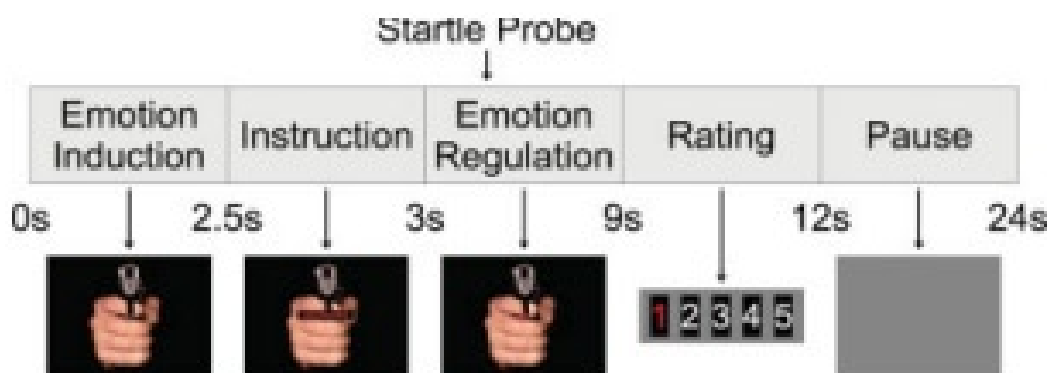 Startle Probe
Emotion Induction
Instruction
Emotion Regulation
Rating
Pause
0s 2.5s 3s 9s 12s 24s
1 2 3 4 5